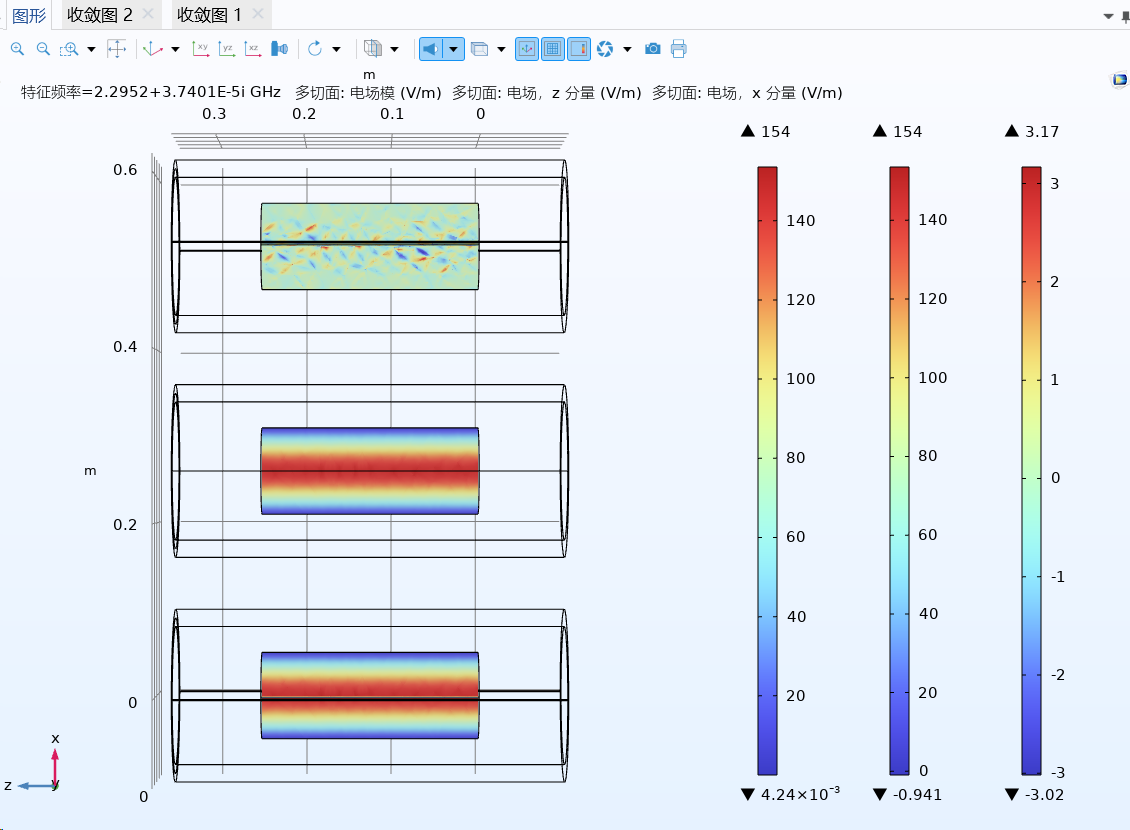 图形 收敛图 2 收敛图 1
xy yz xz
m
特征频率=2.2952+3.7401E-5i GHz 多切面: 电场模 (V/m) 多切面: 电场，z 分量 (V/m) 多切面: 电场，x 分量 (V/m)
0.3 0.2 0.1 0
▲ 154 ▲ 154 ▲ 3.17
0.6
0.4
m
0.2
0
0
140
120
100
80
60
40
20
140
120
100
80
60
40
20
0
3
2
1
0
-1
-2
-3
▼ 4.24×10⁻³ ▼ -0.941 ▼ -3.02
x
z y